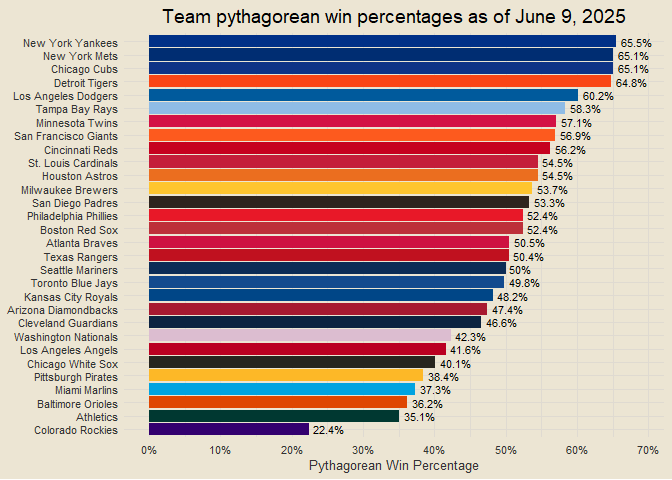 Team pythagorean win percentages as of June 9, 2025
New York Yankees 65.5%
New York Mets 65.1%
Chicago Cubs 65.1%
Detroit Tigers 64.8%
Los Angeles Dodgers 60.2%
Tampa Bay Rays 58.3%
Minnesota Twins 57.1%
San Francisco Giants 56.9%
Cincinnati Reds 56.2%
St. Louis Cardinals 54.5%
Houston Astros 54.5%
Milwaukee Brewers 53.7%
San Diego Padres 53.3%
Philadelphia Phillies 52.4%
Boston Red Sox 52.4%
Atlanta Braves 50.5%
Texas Rangers 50.4%
Seattle Mariners 50%
Toronto Blue Jays 49.8%
Kansas City Royals 48.2%
Arizona Diamondbacks 47.4%
Cleveland Guardians 46.6%
Washington Nationals 42.3%
Los Angeles Angels 41.6%
Chicago White Sox 40.1%
Pittsburgh Pirates 38.4%
Miami Marlins 37.3%
Baltimore Orioles 36.2%
Athletics 35.1%
Colorado Rockies 22.4%
0% 10% 20% 30% 40% 50% 60% 70%
Pythagorean Win Percentage